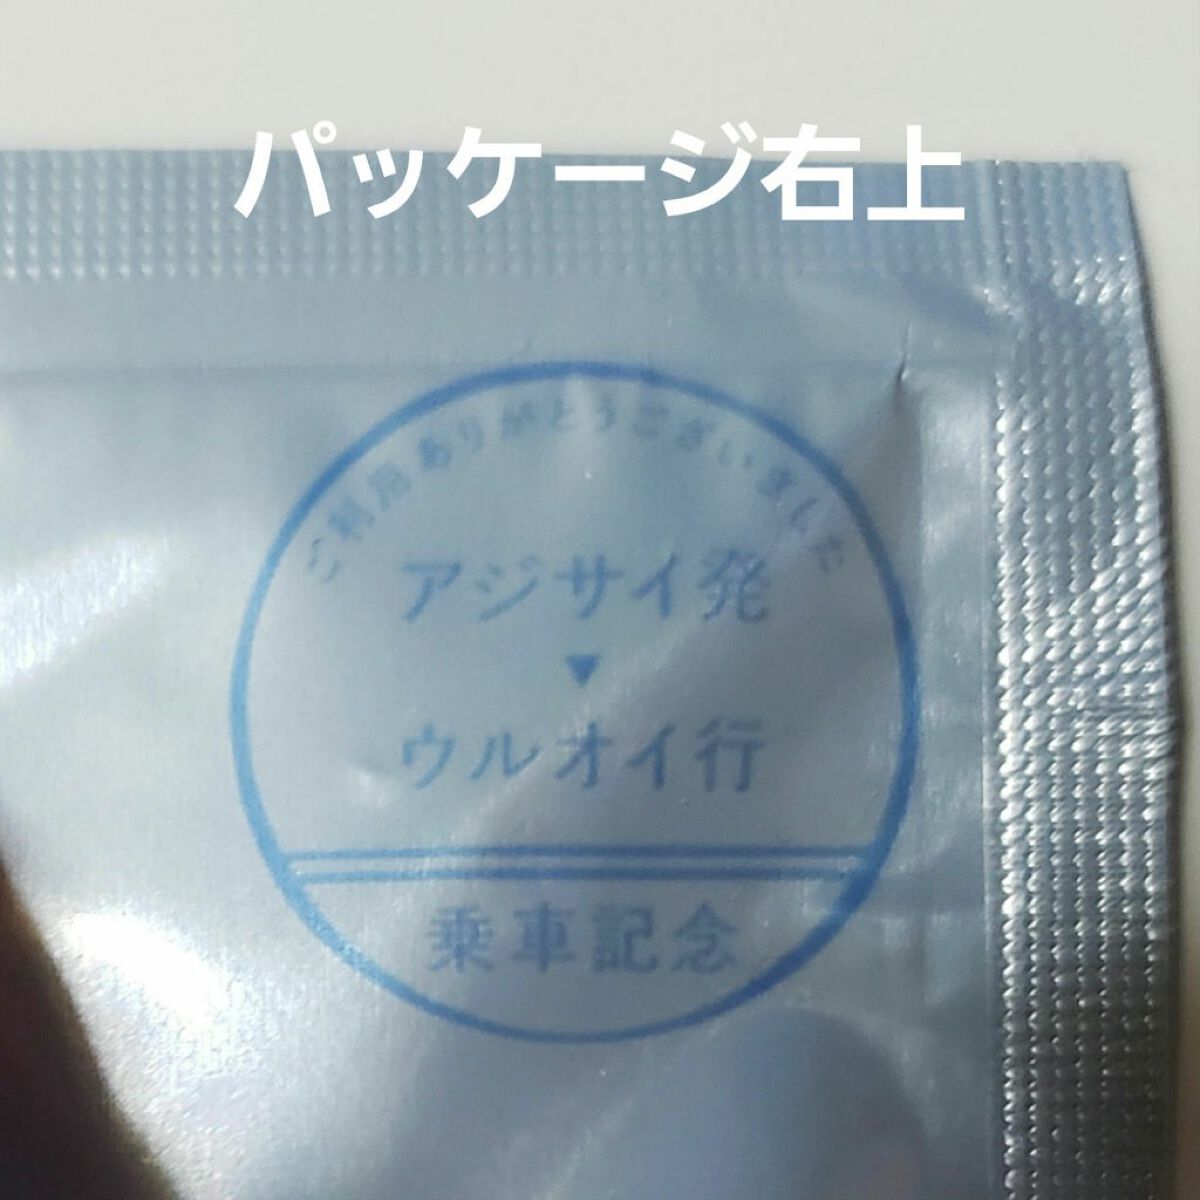 パッケージ右上
ご利用ありがとうございました
アジサイ発
▼
ウルオイ行
乗車記念